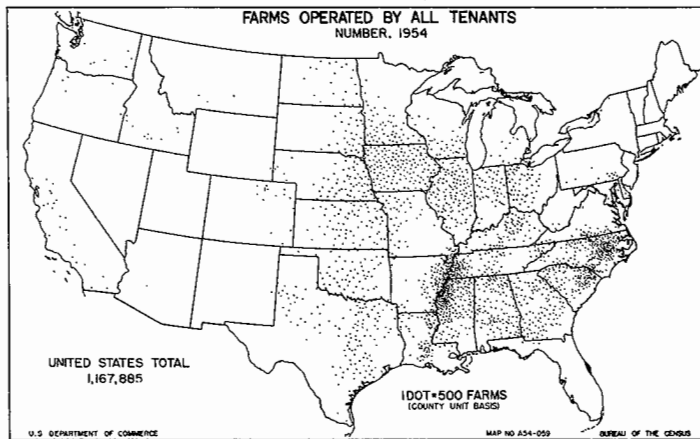 FARMS OPERATED BY ALL TENANTS
NUMBER, 1954
UNITED STATES TOTAL
1,167,885
1 DOT=500 FARMS
(COUNTY UNIT BASIS)
U.S DEPARTMENT OF COMMERCE
MAP NO A54-059
BUREAU OF THE CENSUS